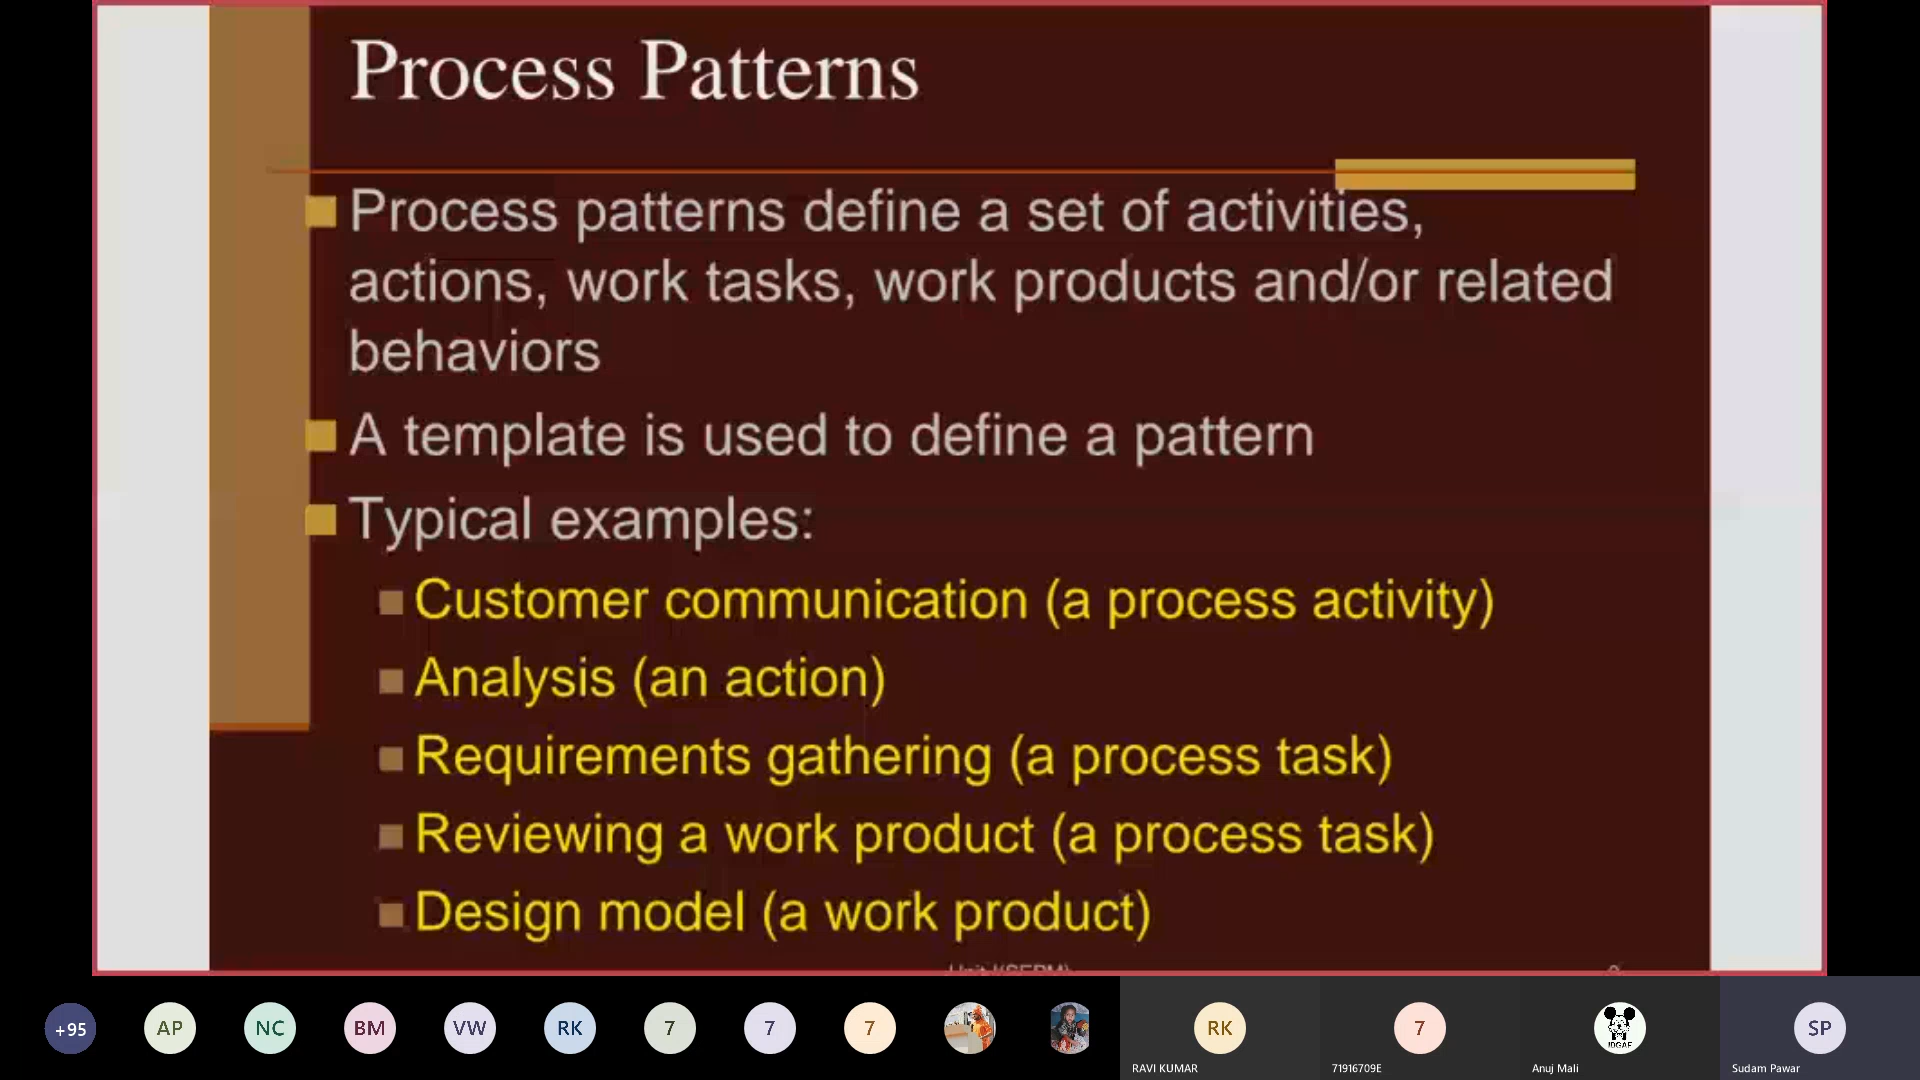 Process Patterns
Process patterns define a set of activities,
actions, work tasks, work products and/or related
behaviors
A template is used to define a pattern
Typical examples:
Customer communication (a process activity)
Analysis (an action)
Requirements gathering (a process task)
Reviewing a work product (a process task)
Design model (a work product)
+95
AP
NC
BM
VW
RK
7
7
7
RK
RAVI KUMAR
7
71916709E
IDGAF
Anuj Mali
SP
Sudam Pawar